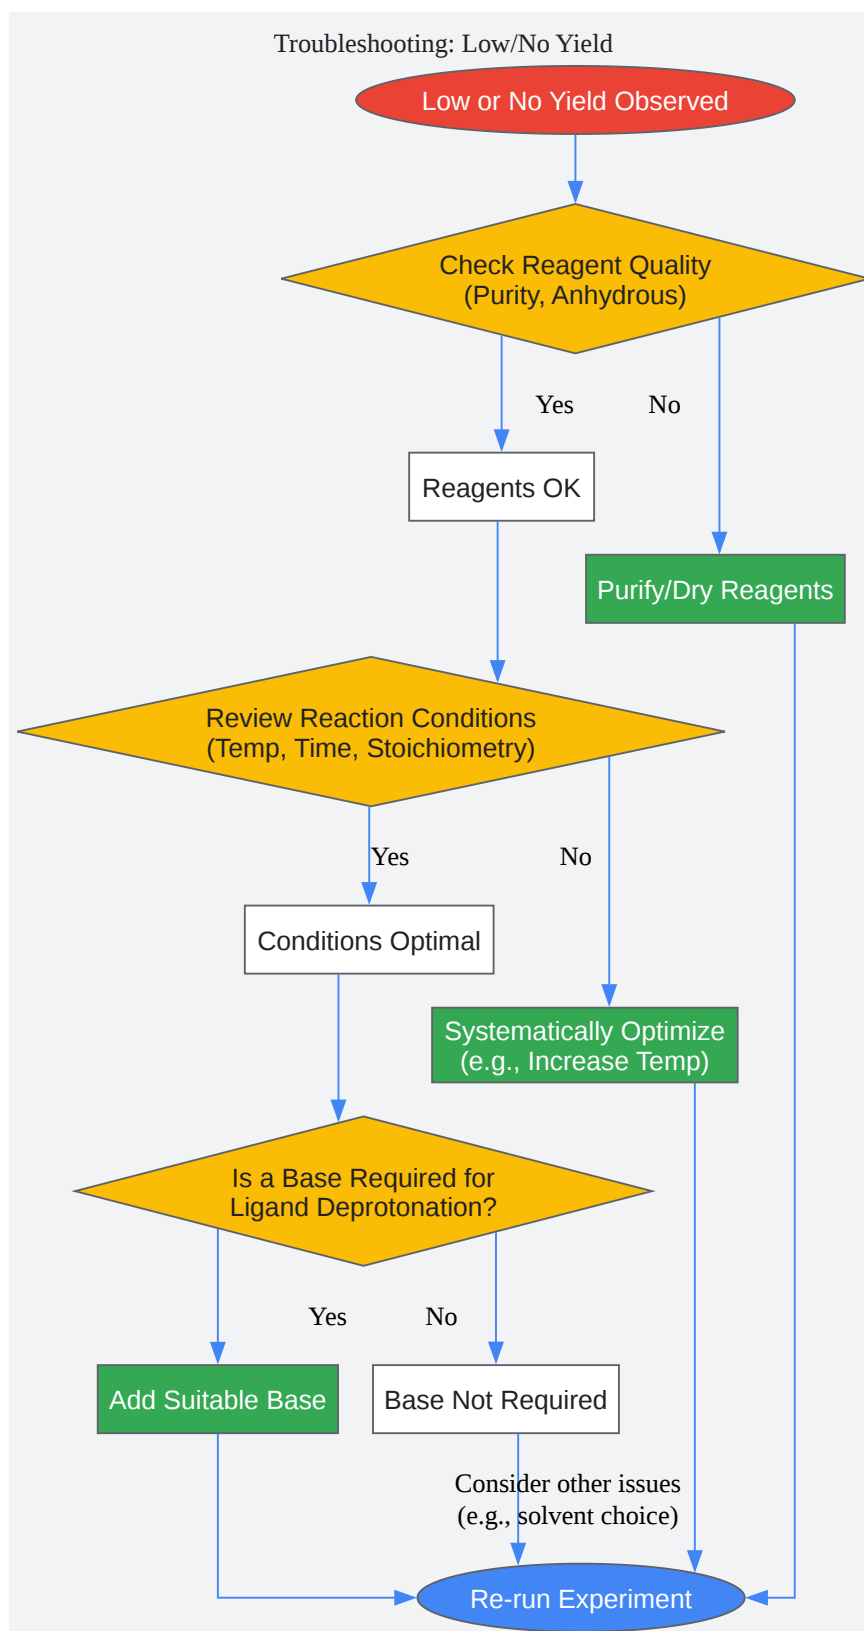 Troubleshooting: Low/No Yield
Low or No Yield Observed
Check Reagent Quality
(Purity, Anhydrous)
Yes
No
Reagents OK
Purify/Dry Reagents
Review Reaction Conditions
(Temp, Time, Stoichiometry)
Yes
No
Conditions Optimal
Systematically Optimize
(e.g., Increase Temp)
Is a Base Required for
Ligand Deprotonation?
Yes
No
Add Suitable Base
Base Not Required
Consider other issues
(e.g., solvent choice)
Re-run Experiment